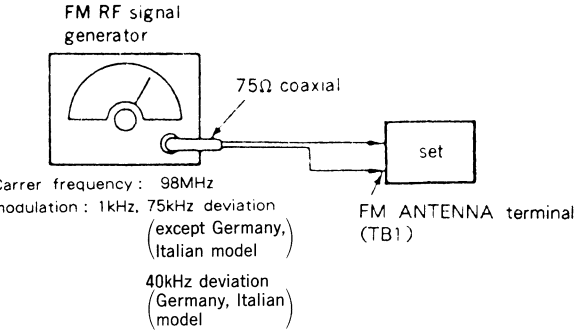 FM RF signal
generator
75Ω coaxial
set
Carrer frequency : 98MHz
modulation : 1kHz, 75kHz deviation
(except Germany,
Italian model)
40kHz deviation
(Germany, Italian
model)
FM ANTENNA terminal
(TB1)